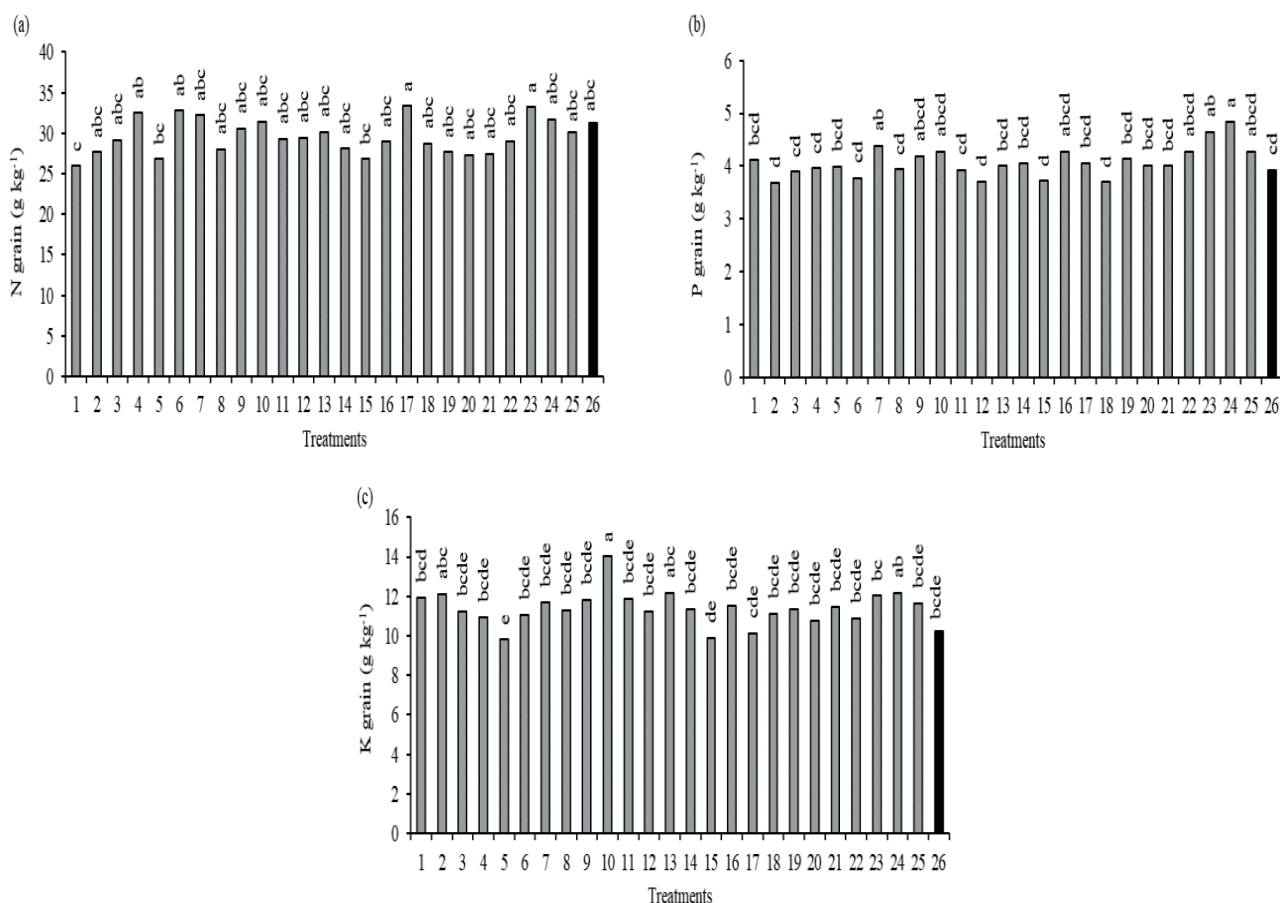 (a)
N grain (g kg⁻¹)
40
35
30
25
20
15
10
5
0
c abc abc ab bc ab abc abc abc abc abc abc abc abc bc abc a abc abc abc abc abc a abc abc abc
1 2 3 4 5 6 7 8 9 10 11 12 13 14 15 16 17 18 19 20 21 22 23 24 25 26
Treatments
(b)
P grain (g kg⁻¹)
6
5
4
3
2
1
0
bcd d cd cd bcd cd ab cd abcd abcd cd d bcd bcd d abcd bcd d bcd bcd bcd abcd ab a abcd cd
1 2 3 4 5 6 7 8 9 10 11 12 13 14 15 16 17 18 19 20 21 22 23 24 25 26
Treatments
(c)
K grain (g kg⁻¹)
16
14
12
10
8
6
4
2
0
bcd abc bcde bcde e bcde bcde bcde bcde a bcde bcde abc bcde de bcde cde bcde bcde bcde bcde bcde bc ab bcde bcde
1 2 3 4 5 6 7 8 9 10 11 12 13 14 15 16 17 18 19 20 21 22 23 24 25 26
Treatments